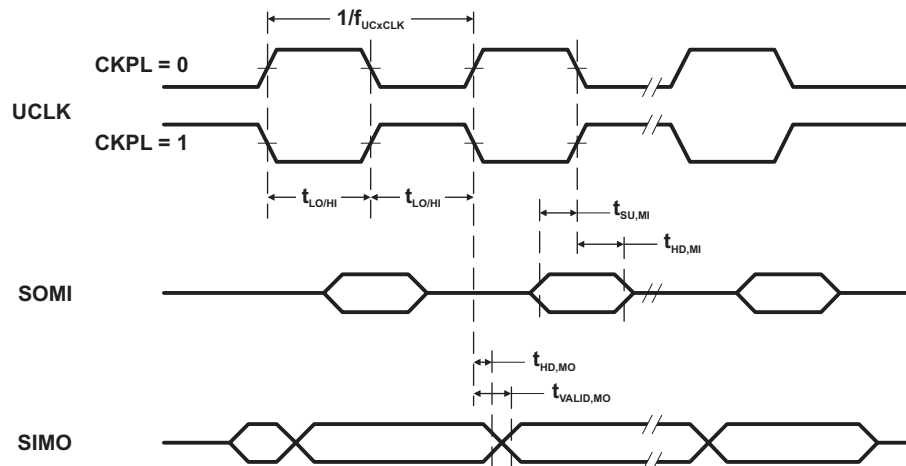 1/fUCxCLK
CKPL = 0
UCLK
CKPL = 1
tLO/HI tLO/HI
tSU,MI
tHD,MI
SOMI
tHD,MO
tVALID,MO
SIMO